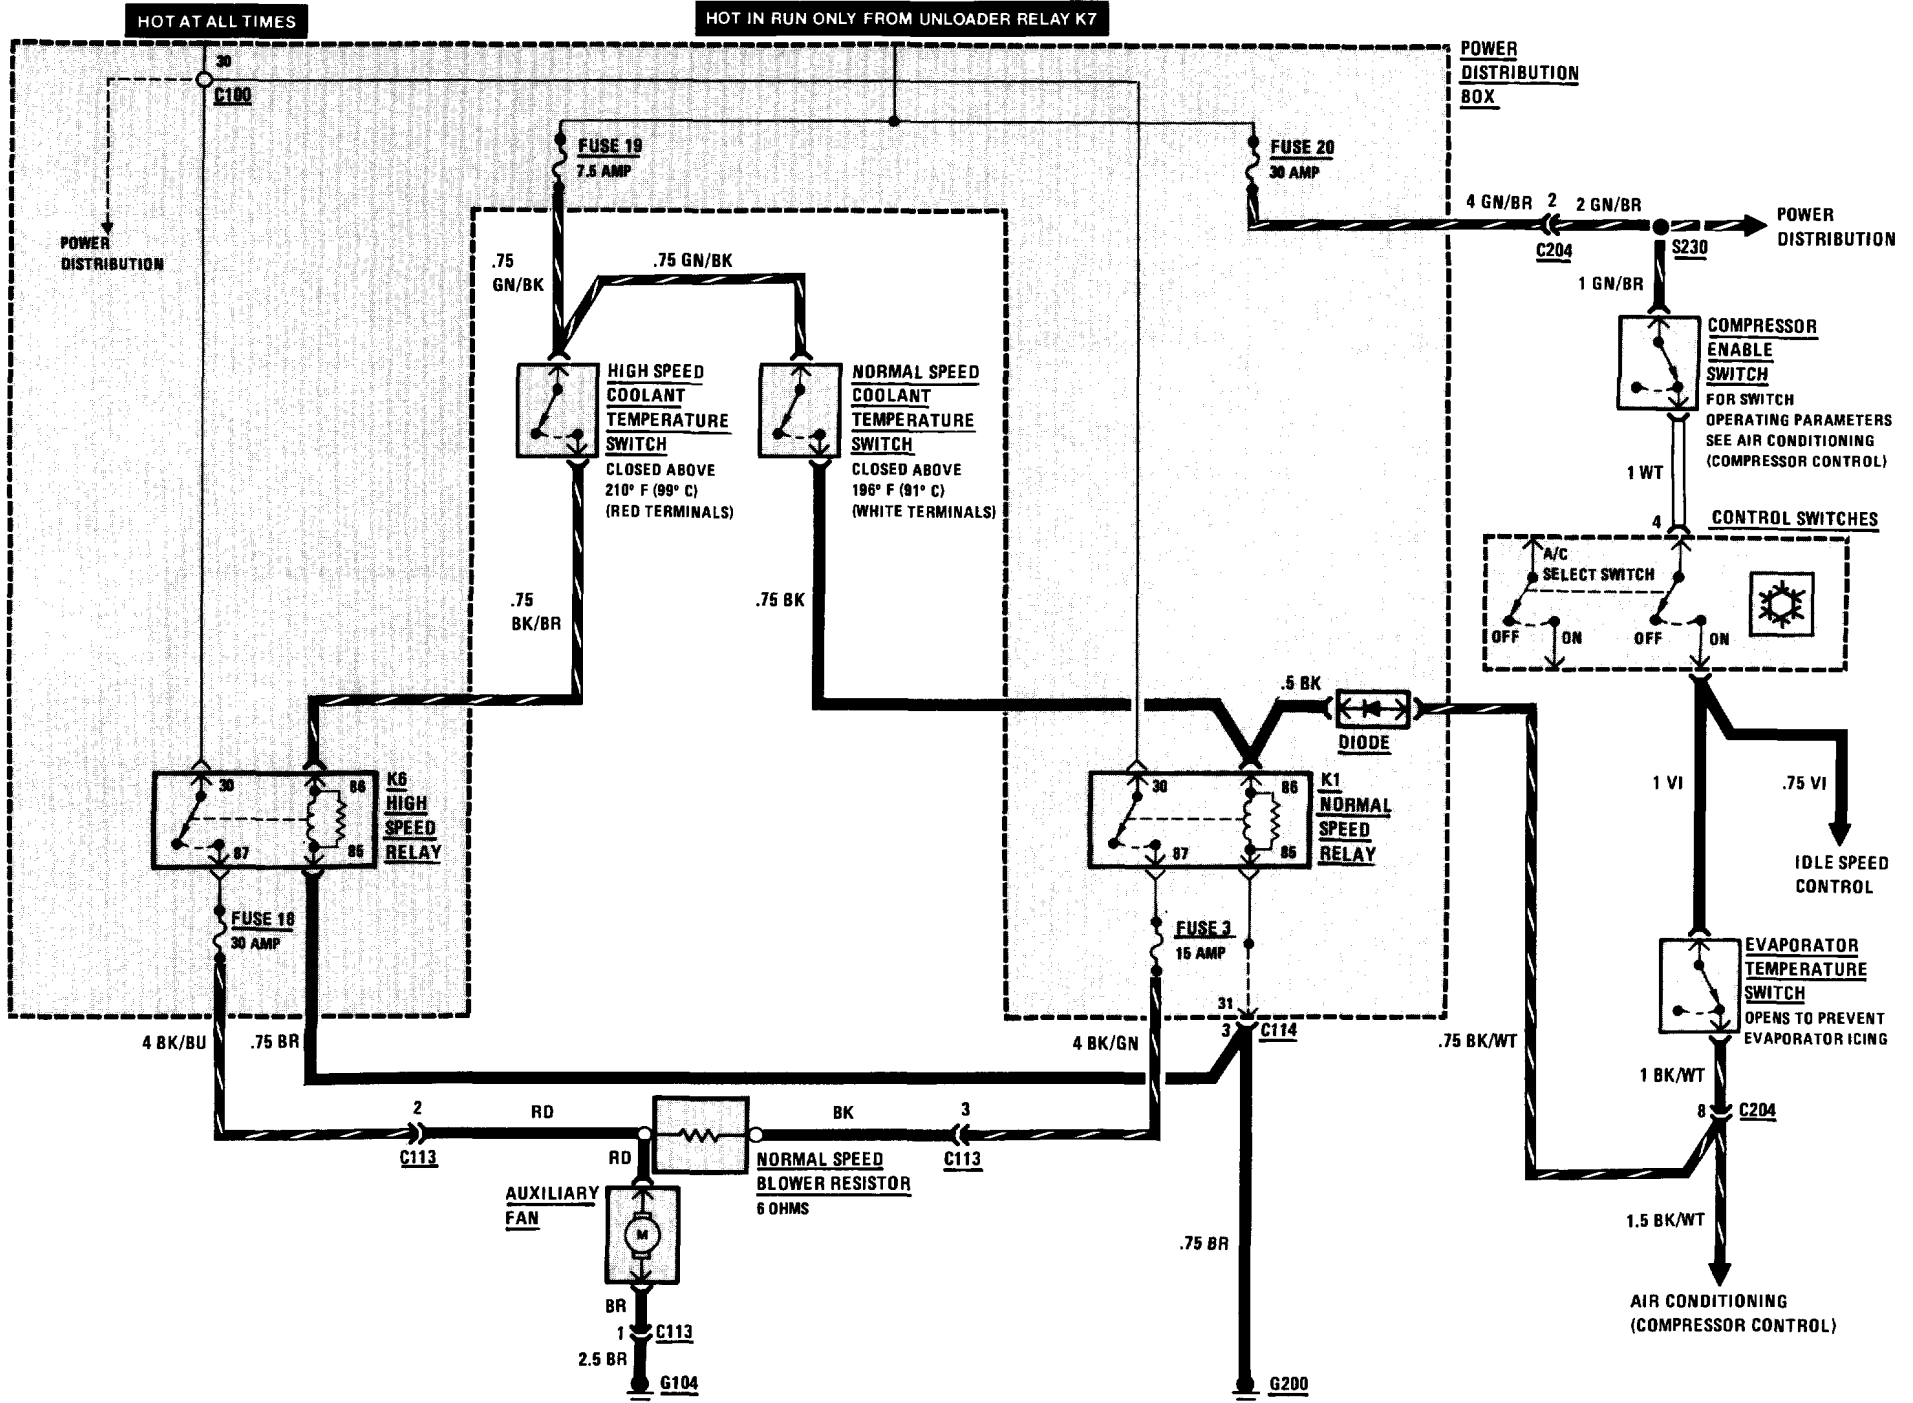 HOT AT ALL TIMES
HOT IN RUN ONLY FROM UNLOADER RELAY K7
POWER
DISTRIBUTION
BOX
30
C100
POWER
DISTRIBUTION
FUSE 19
7.5 AMP
FUSE 20
30 AMP
4 GN/BR
2
2 GN/BR
C204
S230
POWER
DISTRIBUTION
.75
GN/BK
.75 GN/BK
1 GN/BR
HIGH SPEED
COOLANT
TEMPERATURE
SWITCH
CLOSED ABOVE
210° F (99° C)
(RED TERMINALS)
NORMAL SPEED
COOLANT
TEMPERATURE
SWITCH
CLOSED ABOVE
196° F (91° C)
(WHITE TERMINALS)
COMPRESSOR
ENABLE
SWITCH
FOR SWITCH
OPERATING PARAMETERS
SEE AIR CONDITIONING
(COMPRESSOR CONTROL)
1 WT
4
CONTROL SWITCHES
A/C
SELECT SWITCH
OFF
ON
OFF
ON
.75
BK/BR
.75 BK
.5 BK
DIODE
1 VI
.75 VI
IDLE SPEED
CONTROL
30
86
87
85
K6
HIGH
SPEED
RELAY
30
86
87
85
K1
NORMAL
SPEED
RELAY
FUSE 18
30 AMP
FUSE 3
15 AMP
31
3
C114
EVAPORATOR
TEMPERATURE
SWITCH
OPENS TO PREVENT
EVAPORATOR ICING
4 BK/BU
.75 BR
4 BK/GN
.75 BK/WT
1 BK/WT
8
C204
2
RD
BK
3
C113
C113
RD
NORMAL SPEED
BLOWER RESISTOR
6 OHMS
AUXILIARY
FAN
M
BR
1
C113
2.5 BR
G104
.75 BR
G200
1.5 BK/WT
AIR CONDITIONING
(COMPRESSOR CONTROL)